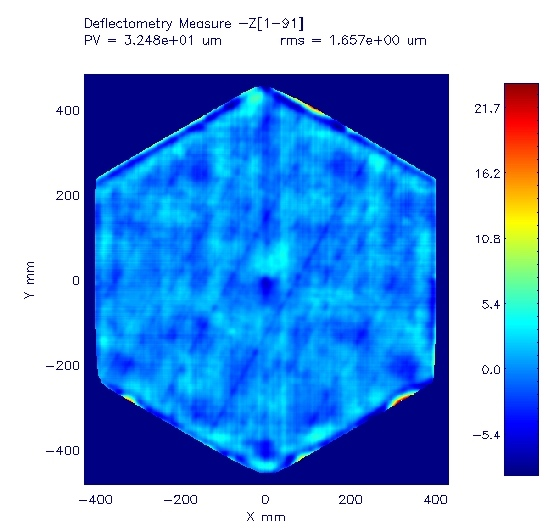 Deflectometry Measure −Z[1−91]
PV = 3.248e+01 um rms = 1.657e+00 um
400
200
0
−200
−400
Y mm
−400 −200 0 200 400
X mm
21.7
16.2
10.8
5.4
0.0
−5.4